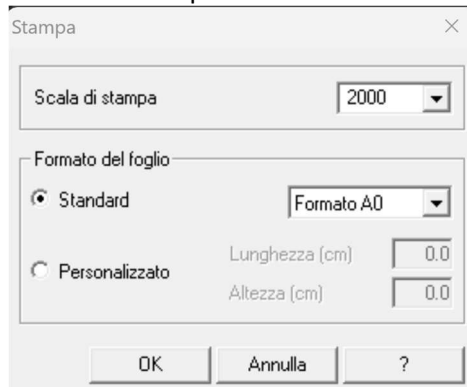 Stampa
Scala di stampa 2000
Formato del foglio
Standard Formato A0
Lunghezza (cm) 0.0
Personalizzato
Altezza (cm) 0.0
OK Annulla ?